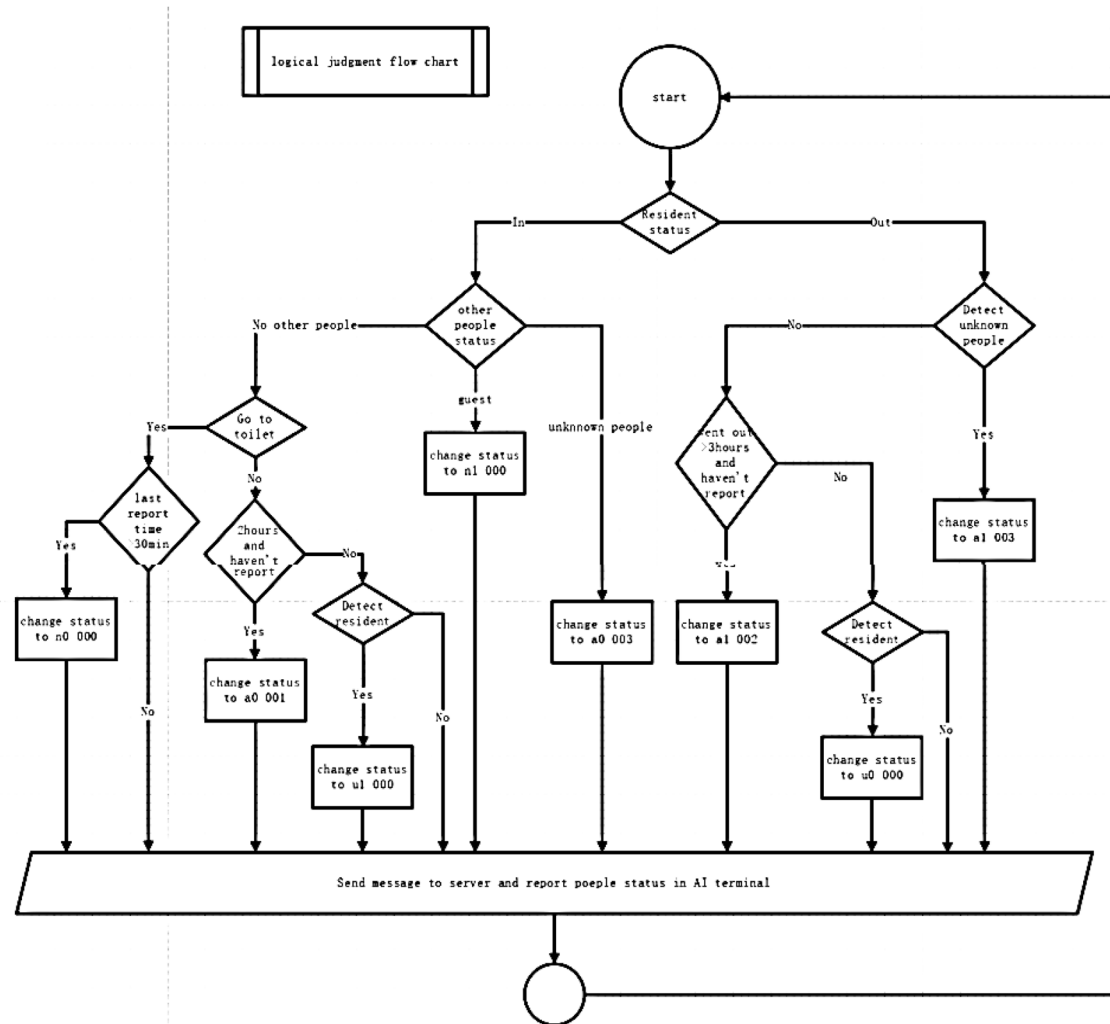 logical judgment flow chart
start
Resident
status
In
Out
other
people
status
Detect
unknown
people
No other people
No
guest
Go to
toilet
Yes
unknnown people
went out
>3hours
and
haven't
report
Yes
change status
to n1 000
No
No
last
report
time
>30min
2hours
and
haven't
report
change status
to a1 003
Yes
No
Yes
change status
to n0 000
Detect
resident
change status
to a0 003
change status
to a1 002
Detect
resident
Yes
change status
to a0 001
Yes
No
No
Yes
No
change status
to u1 000
change status
to u0 000
Send message to server and report poeple status in AI terminal